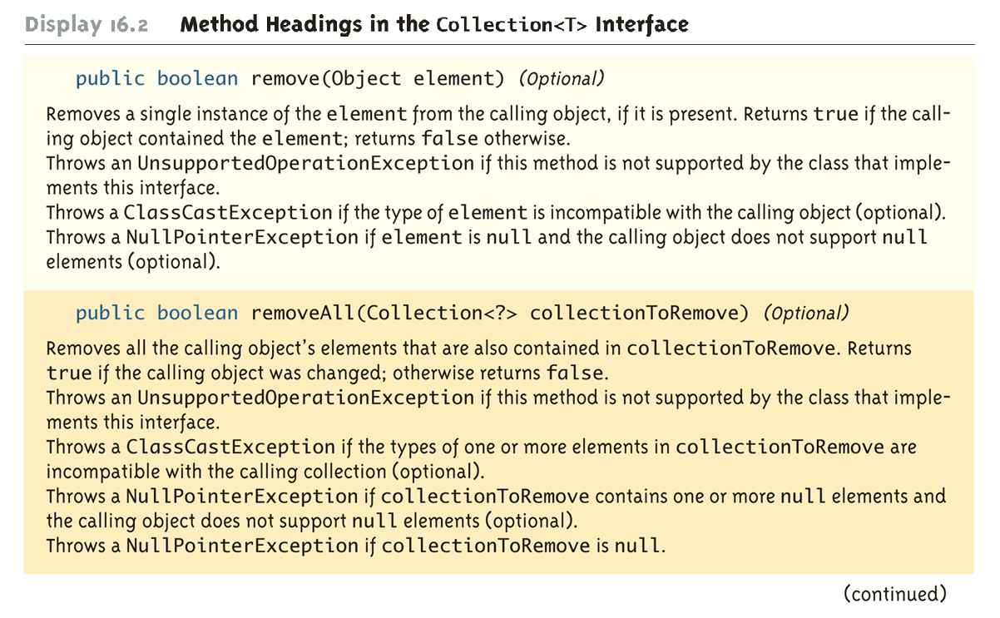 Display 16.2 Method Headings in the Collection<T> Interface
public boolean remove(Object element) (Optional)
Removes a single instance of the element from the calling object, if it is present. Returns true if the call-
ing object contained the element; returns false otherwise.
Throws an UnsupportedOperationException if this method is not supported by the class that imple-
ments this interface.
Throws a ClassCastException if the type of element is incompatible with the calling object (optional).
Throws a NullPointerException if element is null and the calling object does not support null
elements (optional).
public boolean removeAll(Collection<?> collectionToRemove) (Optional)
Removes all the calling object's elements that are also contained in collectionToRemove. Returns
true if the calling object was changed; otherwise returns false.
Throws an UnsupportedOperationException if this method is not supported by the class that imple-
ments this interface.
Throws a ClassCastException if the types of one or more elements in collectionToRemove are
incompatible with the calling collection (optional).
Throws a NullPointerException if collectionToRemove contains one or more null elements and
the calling object does not support null elements (optional).
Throws a NullPointerException if collectionToRemove is null.
(continued)